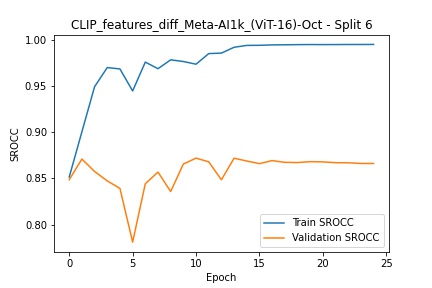 CLIP_features_diff_Meta-AI1k_(ViT-16)-Oct - Split 6
1.00
0.95
0.90
0.85
0.80
SROCC
Train SROCC
Validation SROCC
0 5 10 15 20 25
Epoch